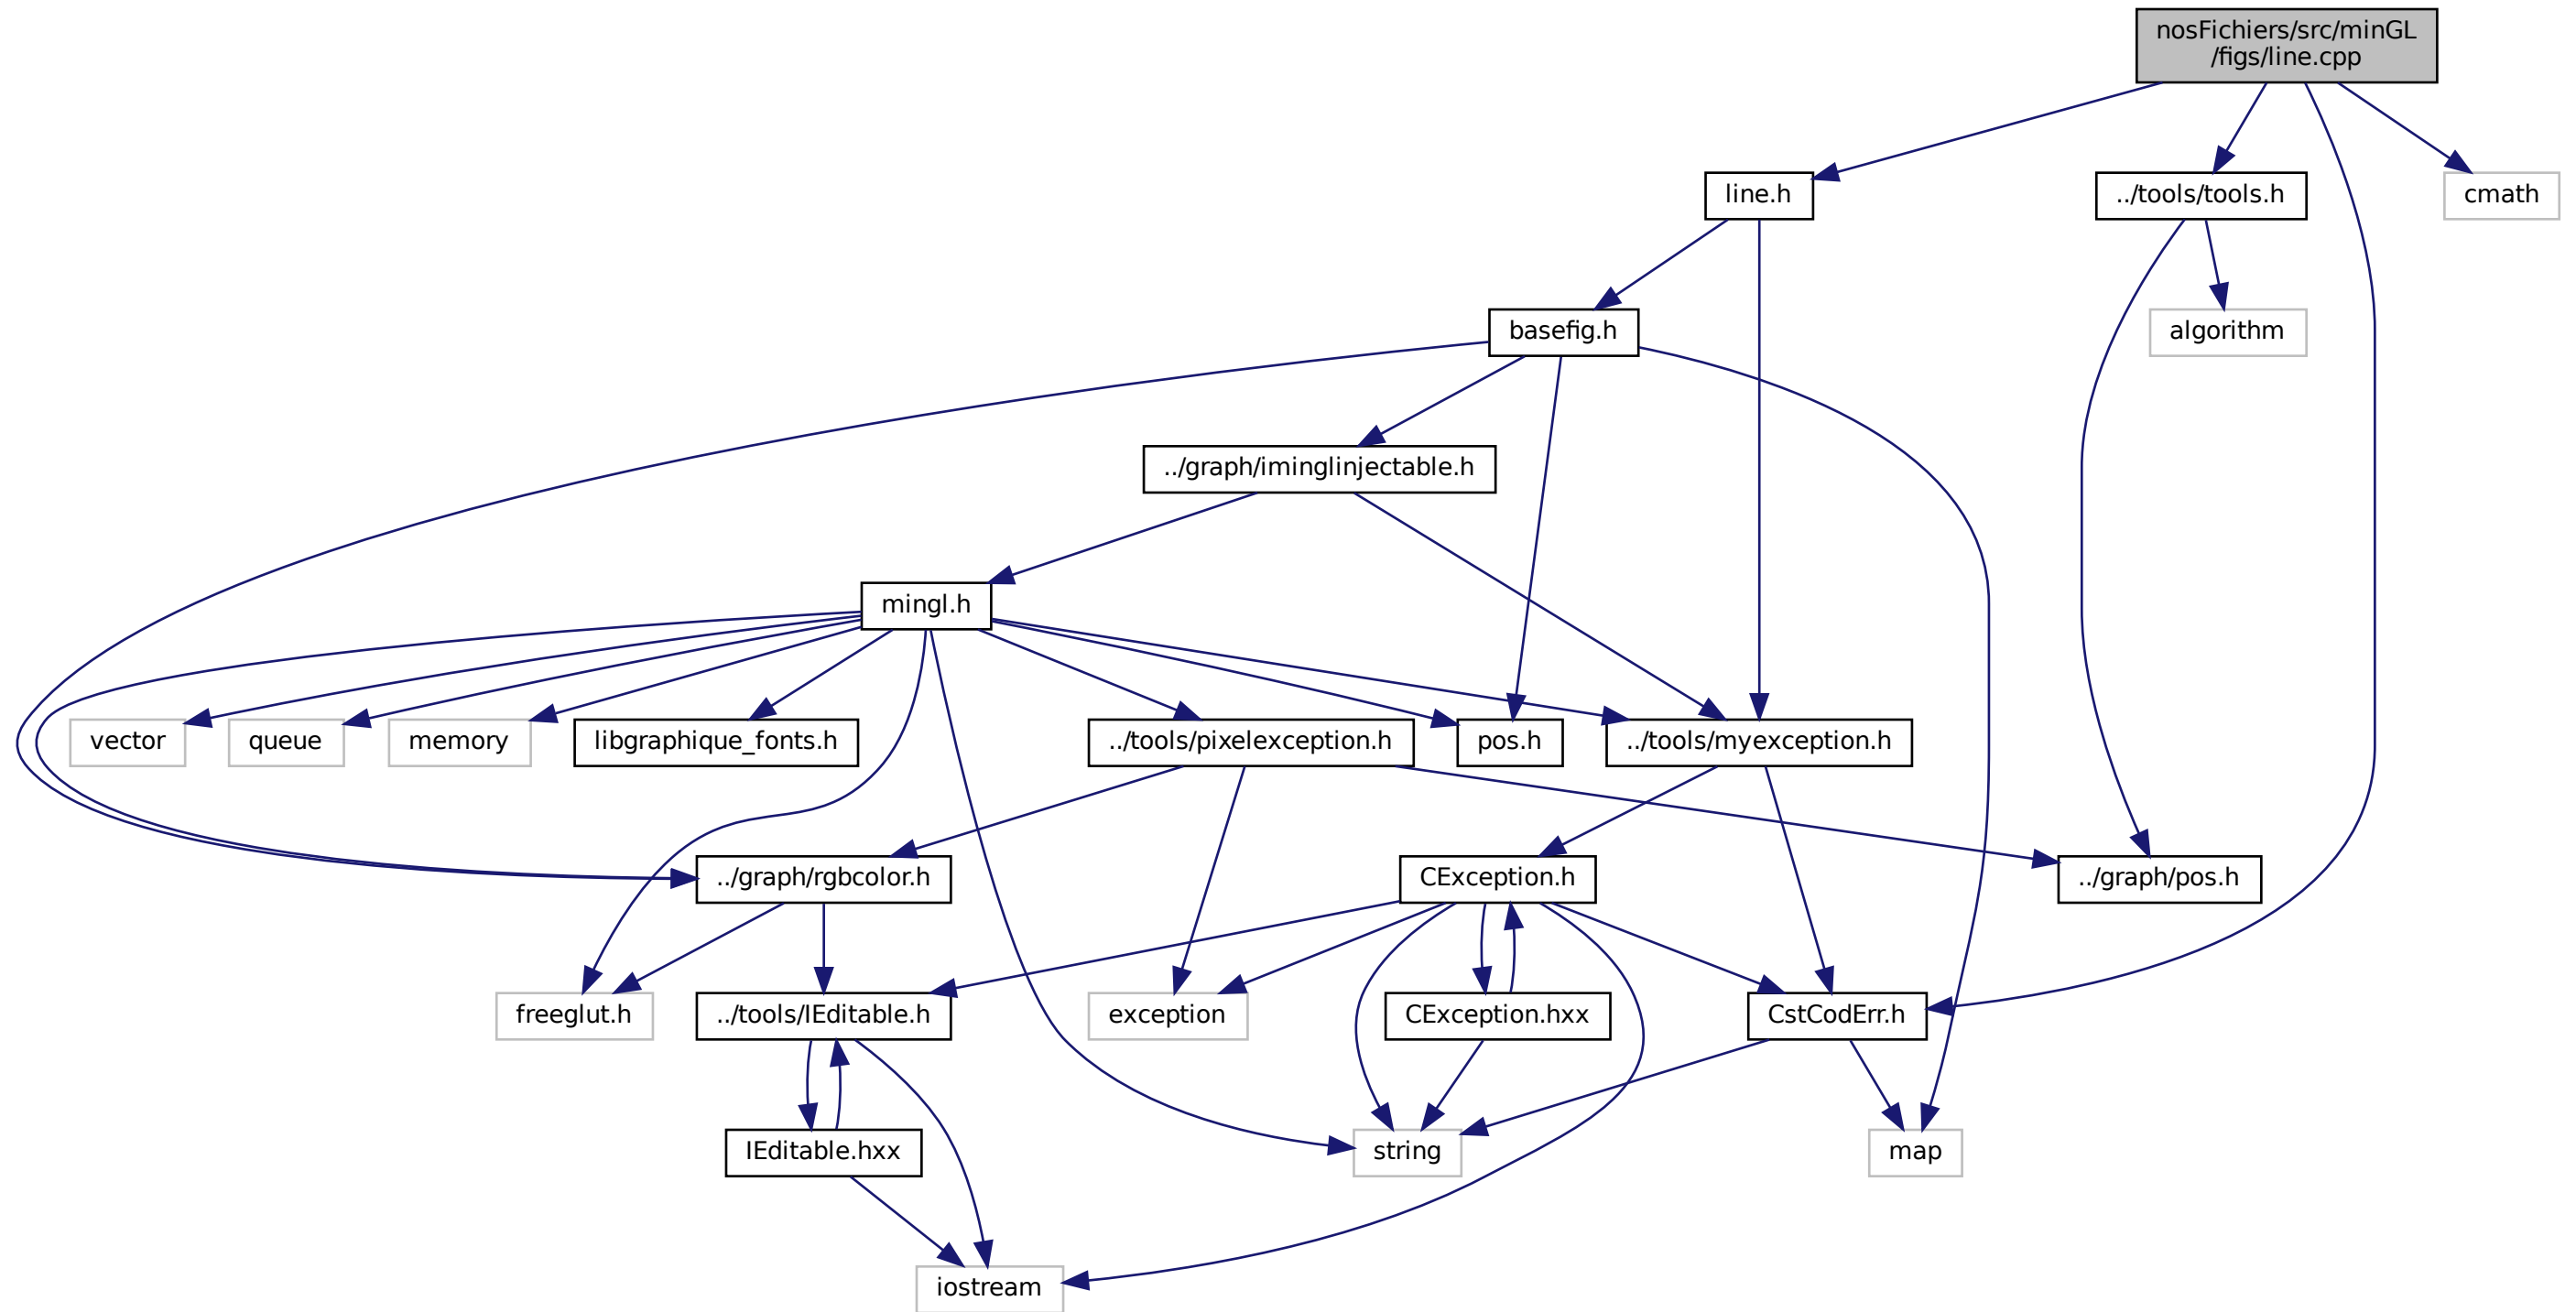 nosFichiers/src/minGL
/figs/line.cpp
line.h
../tools/tools.h
cmath
basefig.h
algorithm
../graph/iminglinjectable.h
mingl.h
vector
queue
memory
libgraphique_fonts.h
../tools/pixelexception.h
pos.h
../tools/myexception.h
../graph/rgbcolor.h
CException.h
../graph/pos.h
freeglut.h
../tools/IEditable.h
exception
CException.hxx
CstCodErr.h
IEditable.hxx
string
map
iostream